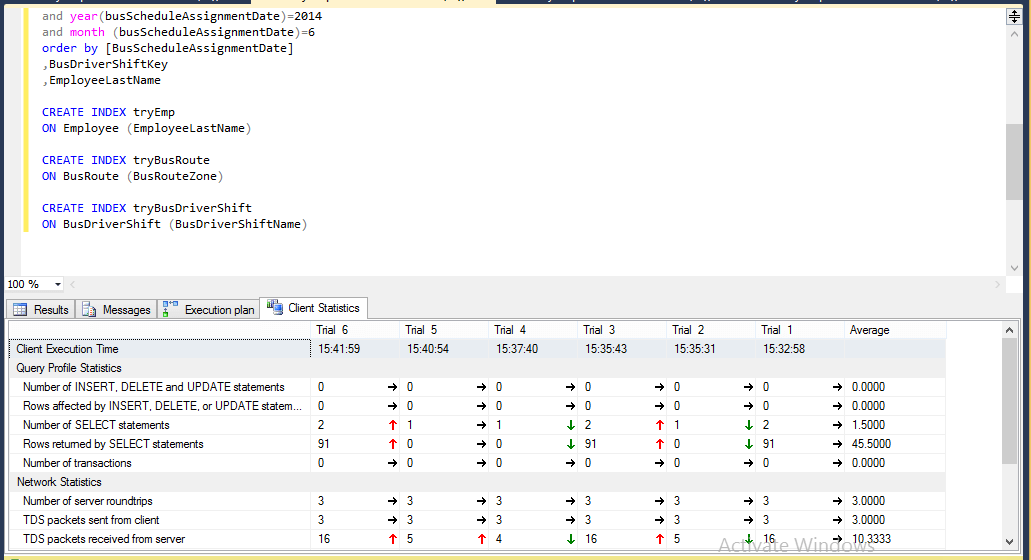 and year(busScheduleAssignmentDate)=2014
and month (busScheduleAssignmentDate)=6
order by [BusScheduleAssignmentDate]
,BusDriverShiftKey
,EmployeeLastName
CREATE INDEX tryEmp
ON Employee (EmployeeLastName)
CREATE INDEX tryBusRoute
ON BusRoute (BusRouteZone)
CREATE INDEX tryBusDriverShift
ON BusDriverShift (BusDriverShiftName)
100 %
Results Messages Execution plan Client Statistics
Trial 6 Trial 5 Trial 4 Trial 3 Trial 2 Trial 1 Average
Client Execution Time 15:41:59 15:40:54 15:37:40 15:35:43 15:35:31 15:32:58
Query Profile Statistics
Number of INSERT, DELETE and UPDATE statements 0 → 0 → 0 → 0 → 0 → 0 → 0.0000
Rows affected by INSERT, DELETE, or UPDATE statem... 0 → 0 → 0 → 0 → 0 → 0 → 0.0000
Number of SELECT statements 2 ↑ 1 → 1 ↓ 2 ↑ 1 ↓ 2 → 1.5000
Rows returned by SELECT statements 91 ↑ 0 → 0 ↓ 91 ↑ 0 ↓ 91 → 45.5000
Number of transactions 0 → 0 → 0 → 0 → 0 → 0 → 0.0000
Network Statistics
Number of server roundtrips 3 → 3 → 3 → 3 → 3 → 3 → 3.0000
TDS packets sent from client 3 → 3 → 3 → 3 → 3 → 3 → 3.0000
TDS packets received from server 16 ↑ 5 ↑ 4 ↓ 16 ↑ 5 ↓ 16 → 10.3333
Activate Windows